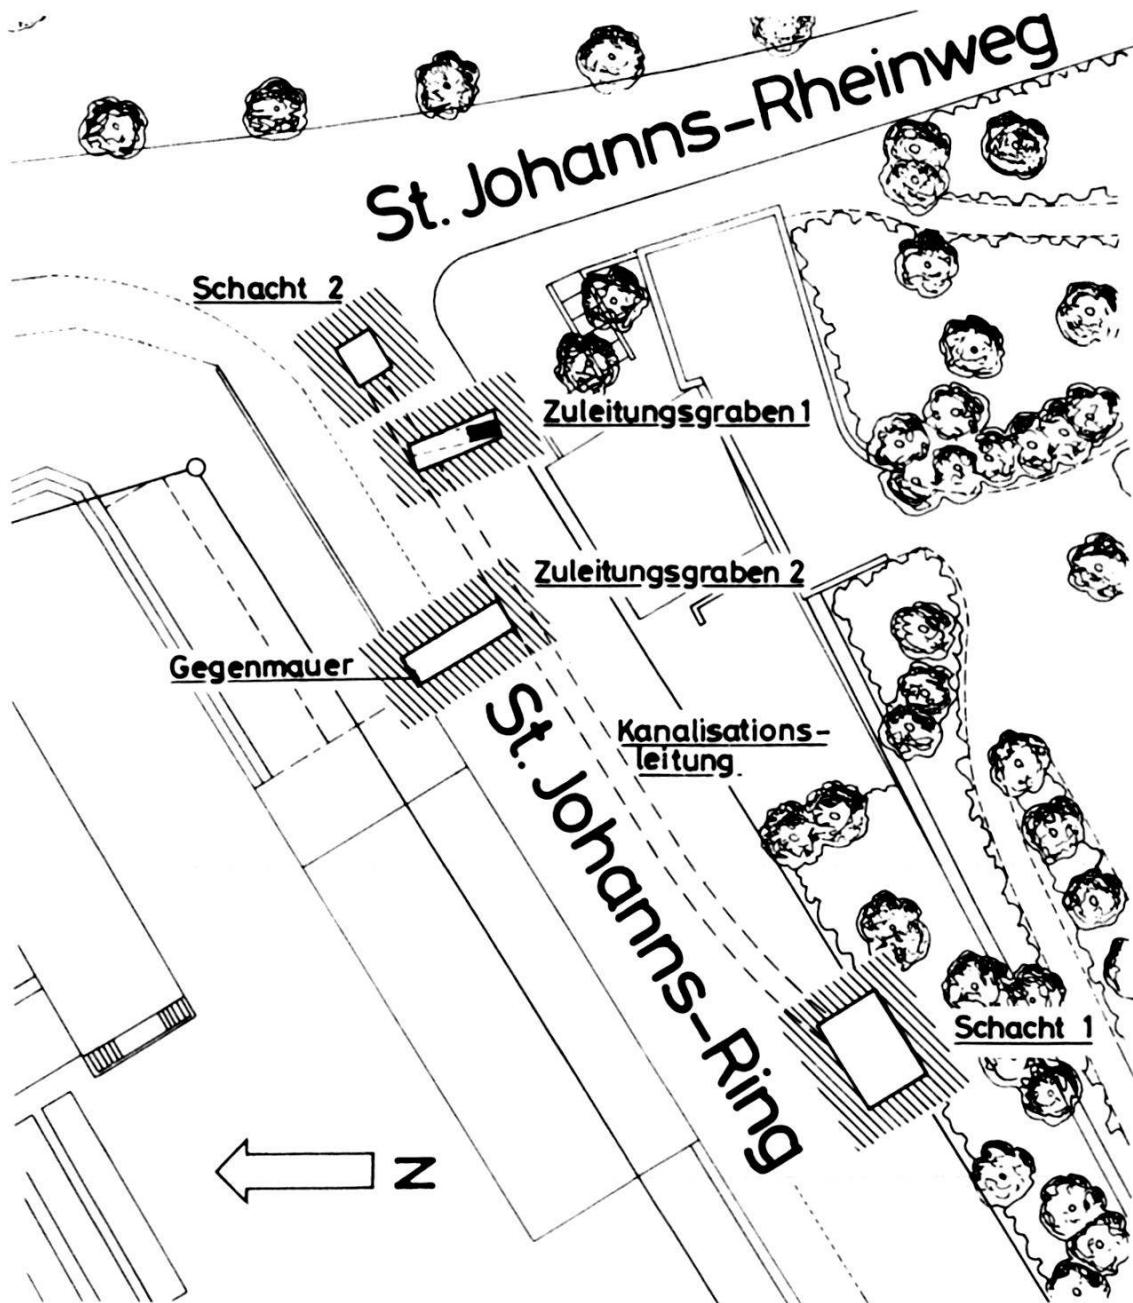 St. Johanns-Rheinweg
Schacht 2
Zuleitungsgraben 1
Zuleitungsgraben 2
Gegenmauer
Kanalisations-
leitung
St. Johanns-Ring
Schacht 1
N